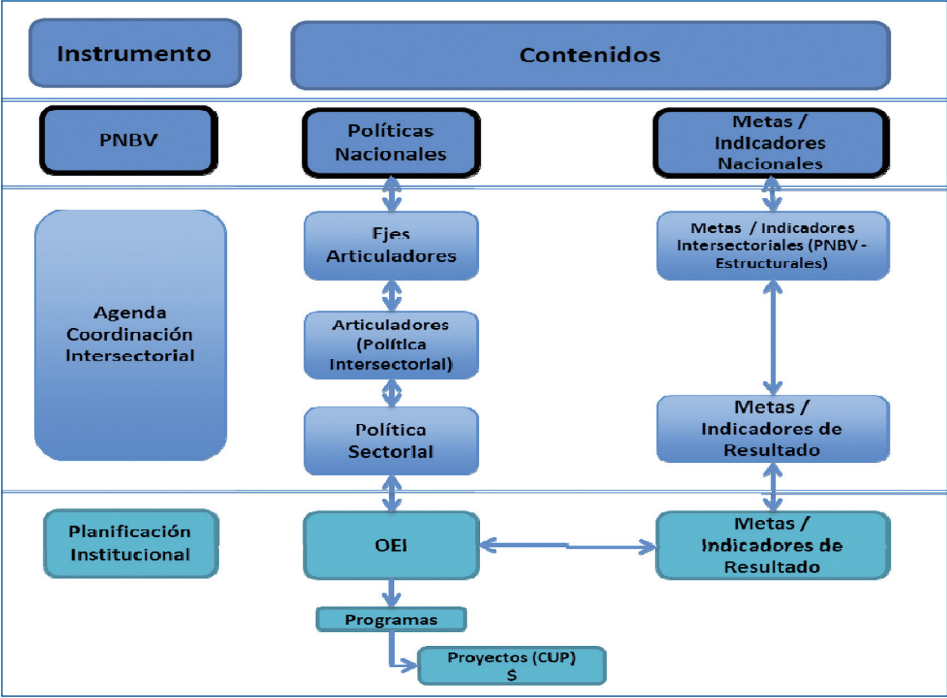 Instrumento
Contenidos
PNBV
Políticas
Nacionales
Metas /
Indicadores
Nacionales
Agenda
Coordinación
Intersectorial
Ejes
Articuladores
Metas / Indicadores
Intersectoriales (PNBV -
Estructurales)
Articuladores
(Política
Intersectorial)
Política
Sectorial
Metas /
Indicadores de
Resultado
Planificación
Institucional
OEI
Metas /
Indicadores de
Resultado
Programas
Proyectos (CUP)
$